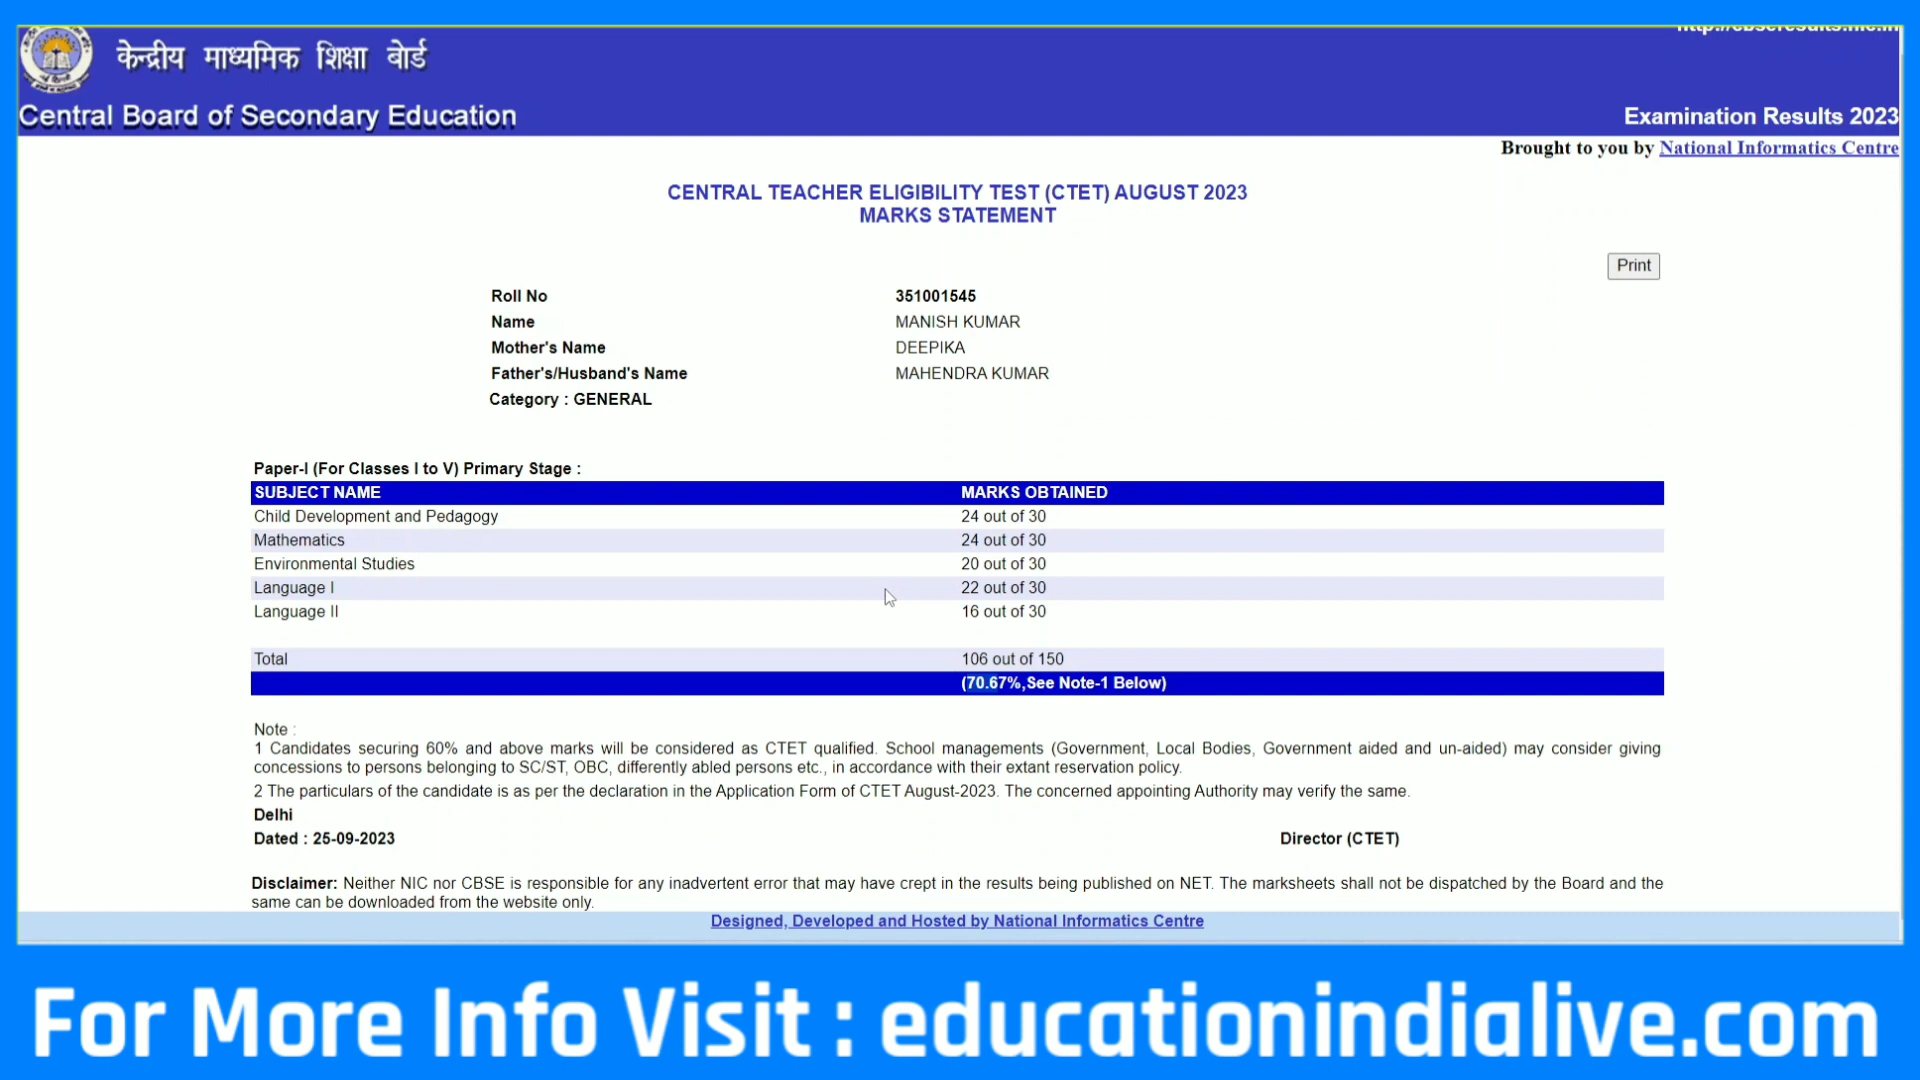 http://cbseresults.nic.in
केन्द्रीय माध्यमिक शिक्षा बोर्ड
Central Board of Secondary Education
Examination Results 2023
Brought to you by National Informatics Centre
CENTRAL TEACHER ELIGIBILITY TEST (CTET) AUGUST 2023
MARKS STATEMENT
Print
Roll No 351001545
Name MANISH KUMAR
Mother's Name DEEPIKA
Father's/Husband's Name MAHENDRA KUMAR
Category : GENERAL
Paper-I (For Classes I to V) Primary Stage :
SUBJECT NAME MARKS OBTAINED
Child Development and Pedagogy 24 out of 30
Mathematics 24 out of 30
Environmental Studies 20 out of 30
Language I 22 out of 30
Language II 16 out of 30
Total 106 out of 150
(70.67%,See Note-1 Below)
Note :
1 Candidates securing 60% and above marks will be considered as CTET qualified. School managements (Government, Local Bodies, Government aided and un-aided) may consider giving
concessions to persons belonging to SC/ST, OBC, differently abled persons etc., in accordance with their extant reservation policy.
2 The particulars of the candidate is as per the declaration in the Application Form of CTET August-2023. The concerned appointing Authority may verify the same.
Delhi
Dated : 25-09-2023 Director (CTET)
Disclaimer: Neither NIC nor CBSE is responsible for any inadvertent error that may have crept in the results being published on NET. The marksheets shall not be dispatched by the Board and the
same can be downloaded from the website only.
Designed, Developed and Hosted by National Informatics Centre
For More Info Visit : educationindialive.com